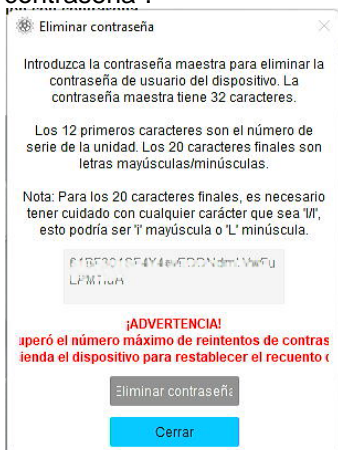 Eliminar contraseña
Introduzca la contraseña maestra para eliminar la
contraseña de usuario del dispositivo. La
contraseña maestra tiene 32 caracteres.
Los 12 primeros caracteres son el número de
serie de la unidad. Los 20 caracteres finales son
letras mayúsculas/minúsculas.
Nota: Para los 20 caracteres finales, es necesario
tener cuidado con cualquier carácter que sea 'I/l',
esto podría ser 'i' mayúscula o 'L' minúscula.
¡ADVERTENCIA!
uperó el número máximo de reintentos de contras
ienda el dispositivo para restablecer el recuento
Eliminar contraseña
Cerrar